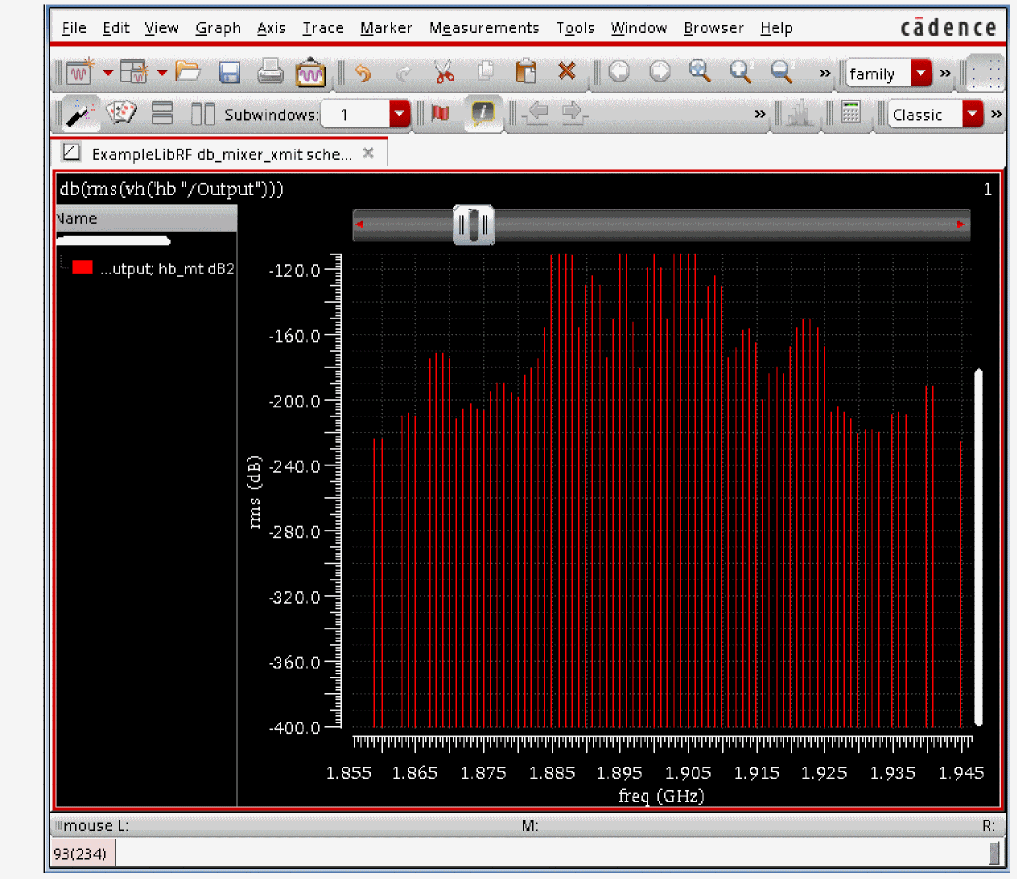 File Edit View Graph Axis Trace Marker Measurements Tools Window Browser Help cādence
» family »
Subwindows: 1 » Classic »
ExampleLibRF db_mixer_xmit sche...
db(rms(vh('hb "/Output"))) 1
Name
...utput; hb_mt dB2
-120.0
-160.0
-200.0
-240.0
-280.0
-320.0
-360.0
-400.0
rms (dB)
1.855 1.865 1.875 1.885 1.895 1.905 1.915 1.925 1.935 1.945
freq (GHz)
mouse L: M: R:
93(234)